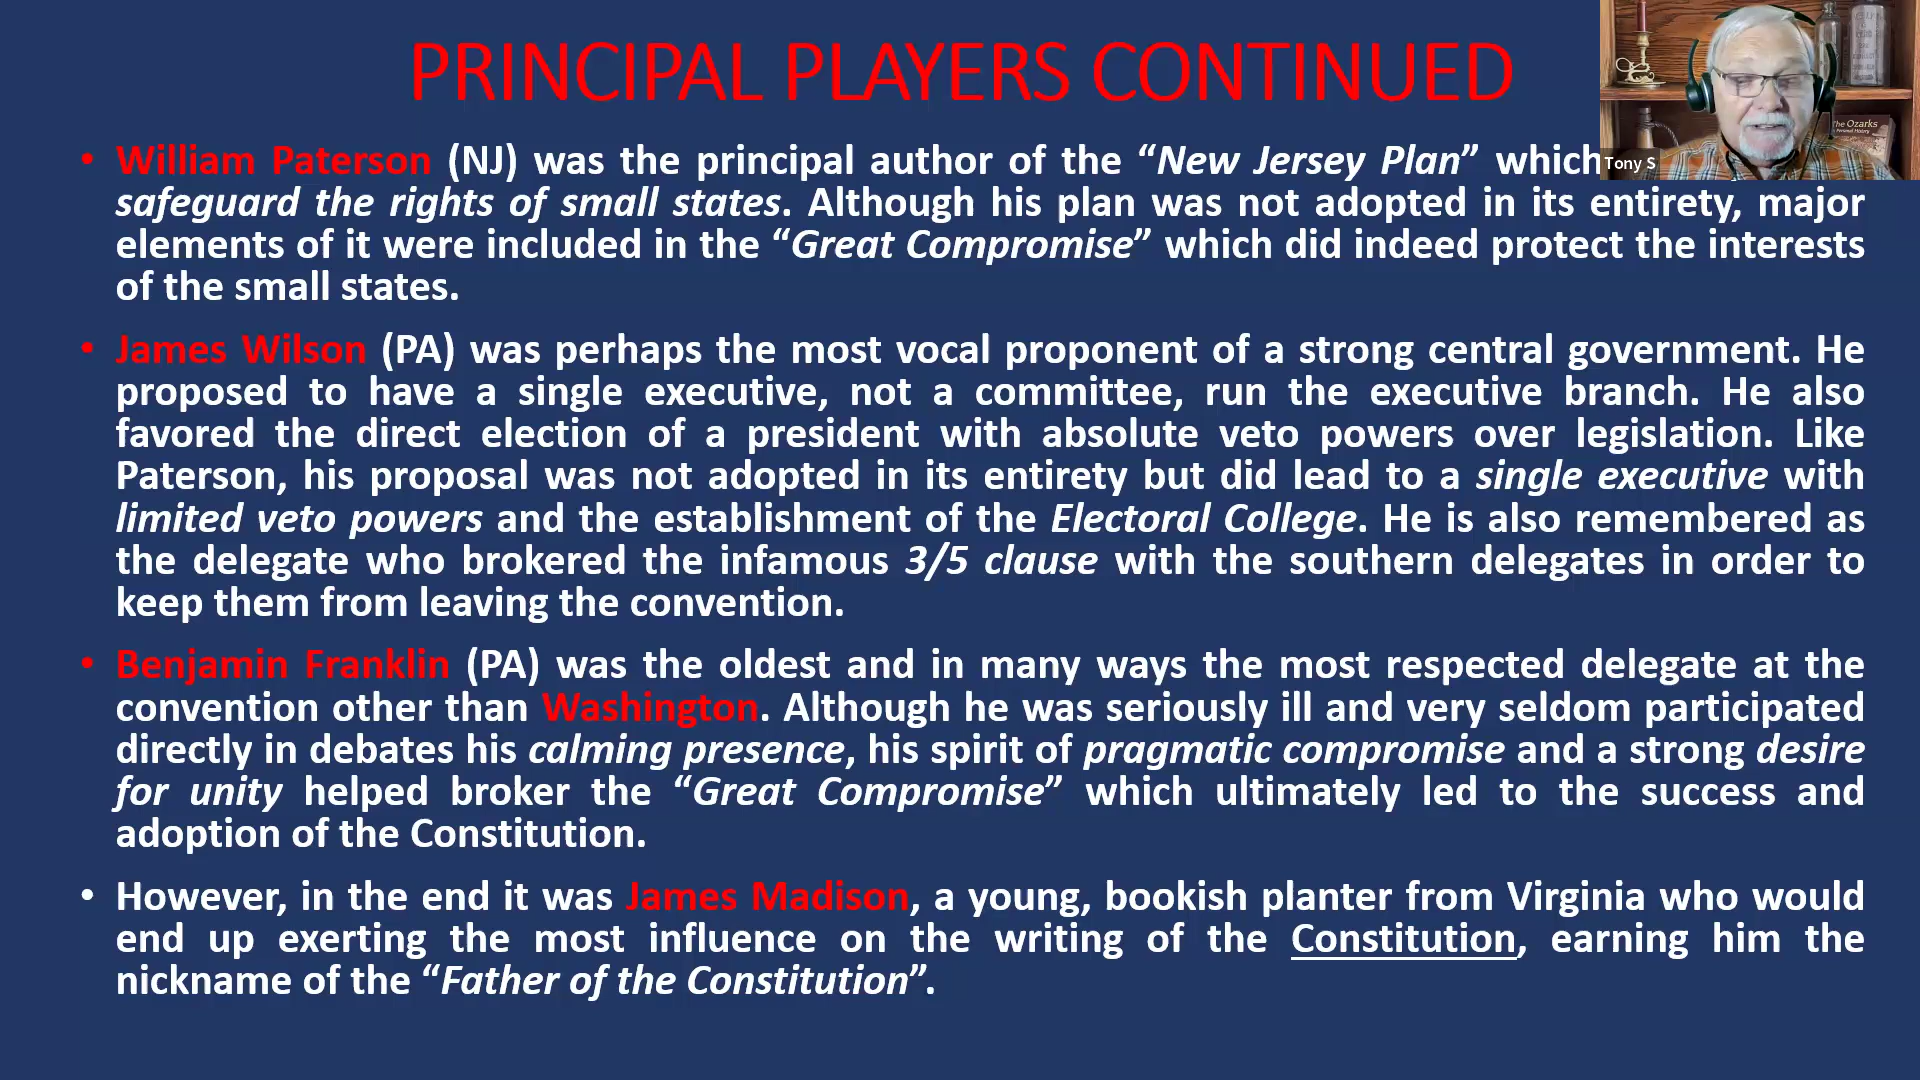 PRINCIPAL PLAYERS CONTINUED
• William Paterson (NJ) was the principal author of the “New Jersey Plan” which
safeguard the rights of small states. Although his plan was not adopted in its entirety, major
elements of it were included in the “Great Compromise” which did indeed protect the interests
of the small states.
• James Wilson (PA) was perhaps the most vocal proponent of a strong central government. He
proposed to have a single executive, not a committee, run the executive branch. He also
favored the direct election of a president with absolute veto powers over legislation. Like
Paterson, his proposal was not adopted in its entirety but did lead to a single executive with
limited veto powers and the establishment of the Electoral College. He is also remembered as
the delegate who brokered the infamous 3/5 clause with the southern delegates in order to
keep them from leaving the convention.
• Benjamin Franklin (PA) was the oldest and in many ways the most respected delegate at the
convention other than Washington. Although he was seriously ill and very seldom participated
directly in debates his calming presence, his spirit of pragmatic compromise and a strong desire
for unity helped broker the “Great Compromise” which ultimately led to the success and
adoption of the Constitution.
• However, in the end it was James Madison, a young, bookish planter from Virginia who would
end up exerting the most influence on the writing of the Constitution, earning him the
nickname of the “Father of the Constitution”.
The Ozarks
Tony S